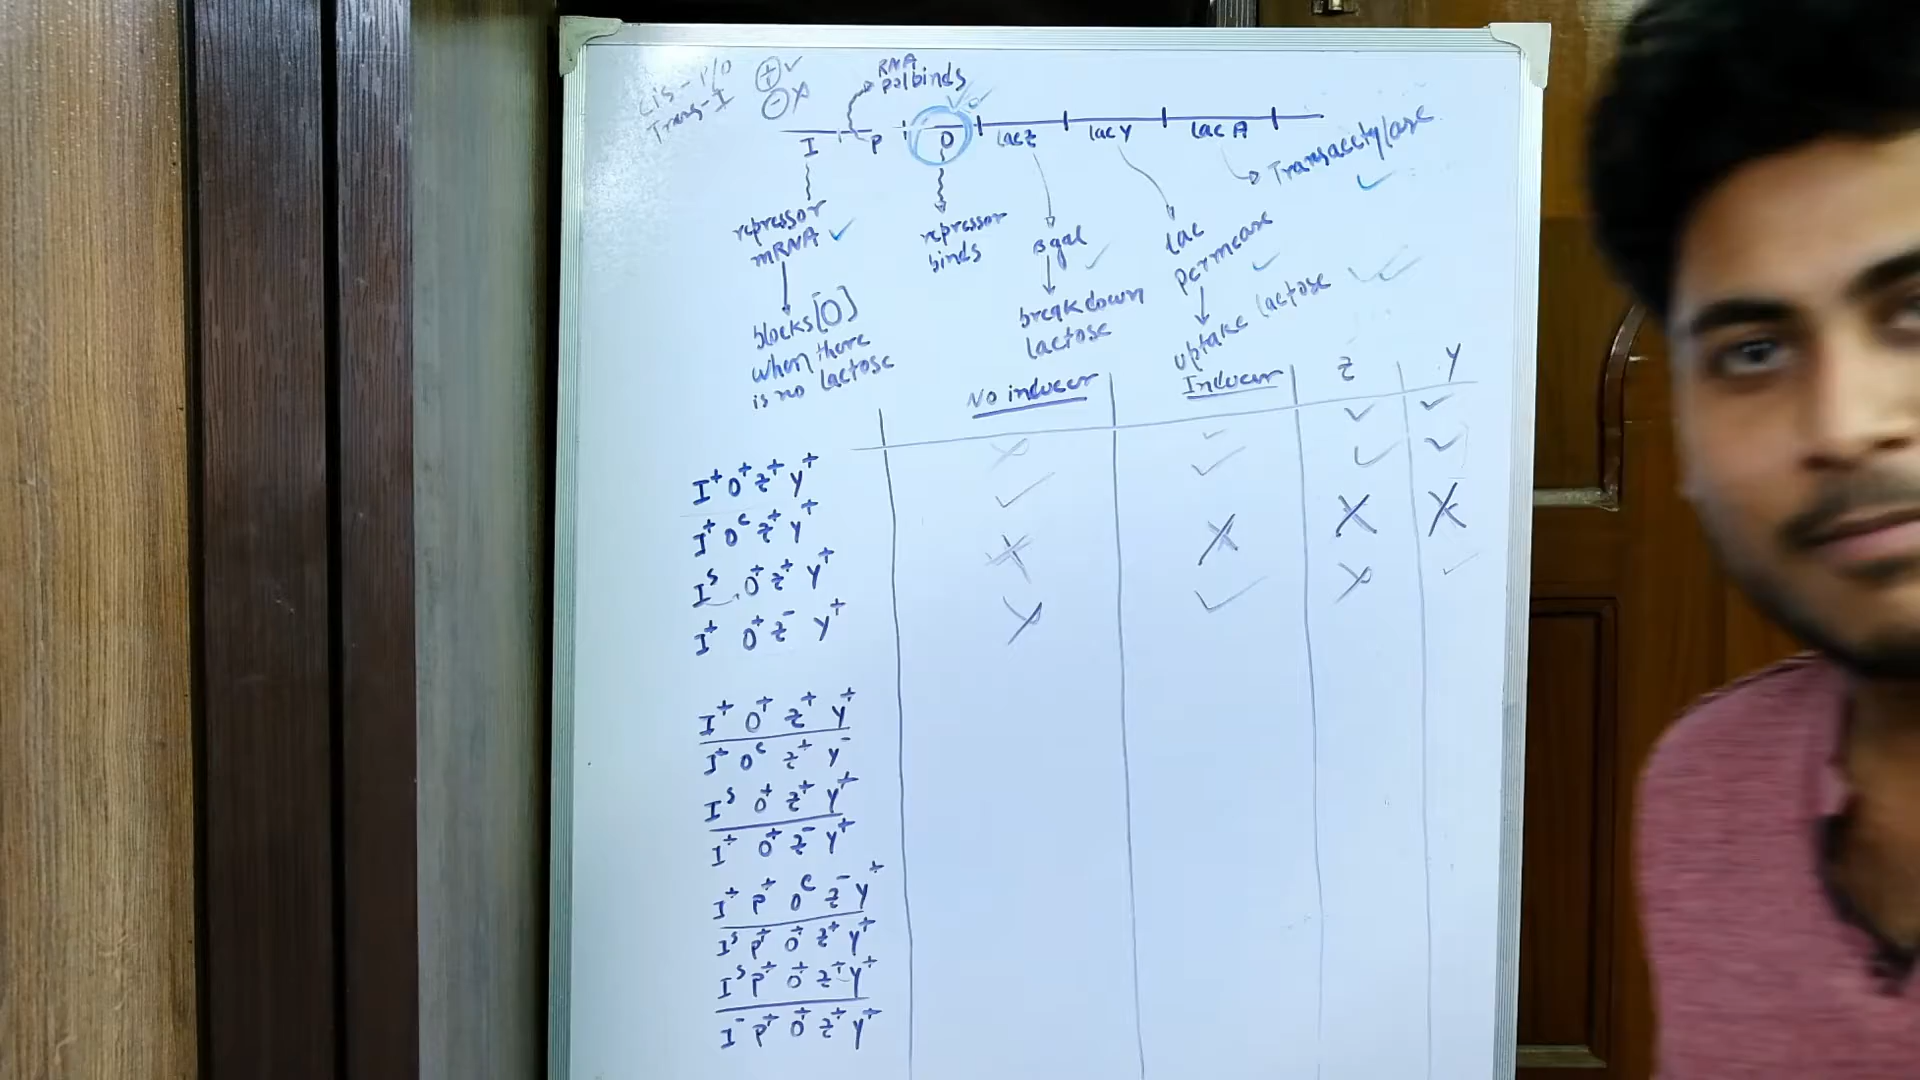 cis - P/O
Trans - I
⊕ ✓
⊖ ✗
RNA
pol binds
I P O lac z lac Y lac A
repressor
mRNA ✓
blocks [O]
when there
is no lactose
repressor
binds
βgal
breakdown
lactose
lac
permease
uptake lactose
Transacetylase
No inducer Inducer z Y
I⁺ O⁺ z⁺ Y⁺ ✗ ✓ ✓ ✓
I⁺ Oᶜ z⁺ Y⁺ ✓ ✓ ✓ ✓
Iˢ O⁺ z⁺ Y⁺ ✗ ✗ ✗ ✗
I⁺ O⁺ z⁻ Y⁺ ✗ ✓ ✗ ✓
I⁺ O⁺ z⁺ Y⁺
I⁺ Oᶜ z⁺ Y⁻
Iˢ O⁺ z⁺ Y⁺
I⁺ O⁺ z⁻ Y⁺
I⁺ P⁺ Oᶜ z⁻ Y⁺
Iˢ P⁺ O⁺ z⁺ Y⁺
Iˢ P⁺ O⁺ z⁺ Y⁺
I⁻ P⁺ O⁺ z⁺ Y⁺